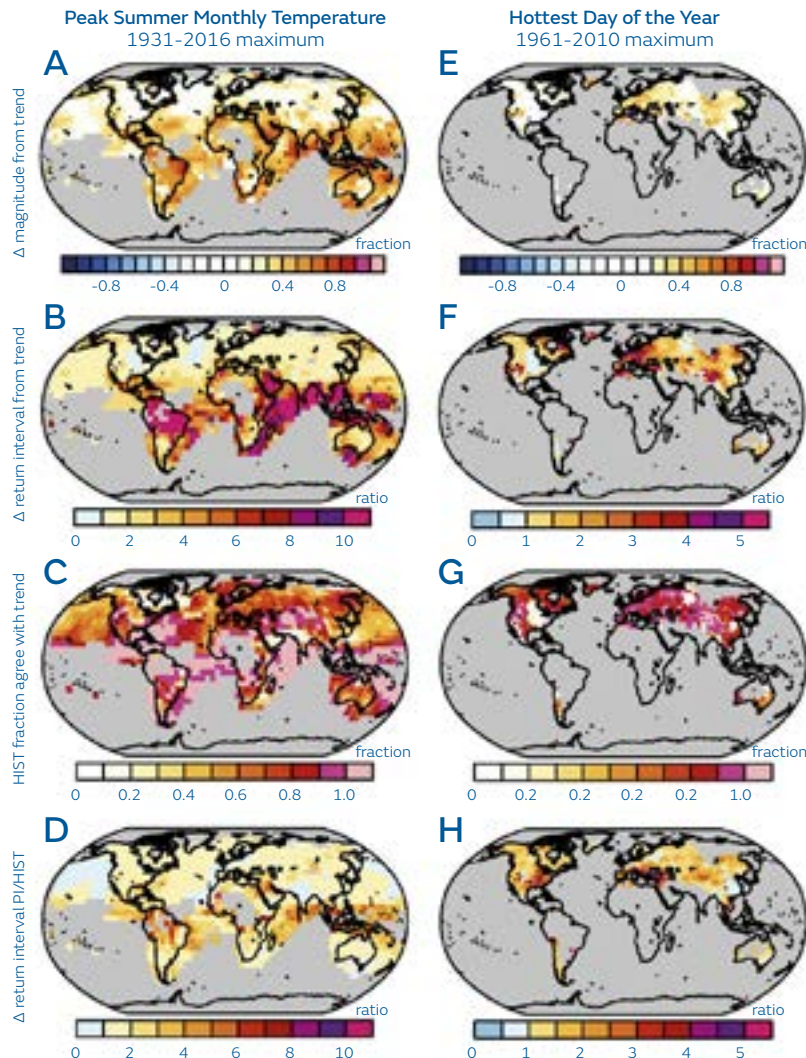 Peak Summer Monthly Temperature
1931-2016 maximum
Hottest Day of the Year
1961-2010 maximum
A
E
Δ magnitude from trend
fraction
fraction
-0.8 -0.4 0 0.4 0.8
-0.8 -0.4 0 0.4 0.8
B
F
Δ return interval from trend
ratio
ratio
0 2 4 6 8 10
0 1 2 3 4 5
C
G
HIST fraction agree with trend
fraction
fraction
0 0.2 0.4 0.6 0.8 1.0
0 0.2 0.2 0.2 0.2 1.0
D
H
Δ return interval PI/HIST
ratio
ratio
0 2 4 6 8 10
0 1 2 3 4 5